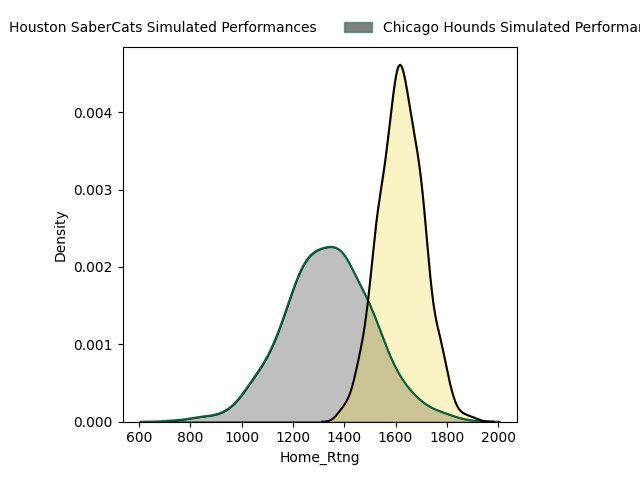 Houston SaberCats Simulated Performances
Chicago Hounds Simulated Performa
0.004
0.003
0.002
0.001
0.000
Density
600 800 1000 1200 1400 1600 1800 2000
Home_Rtng